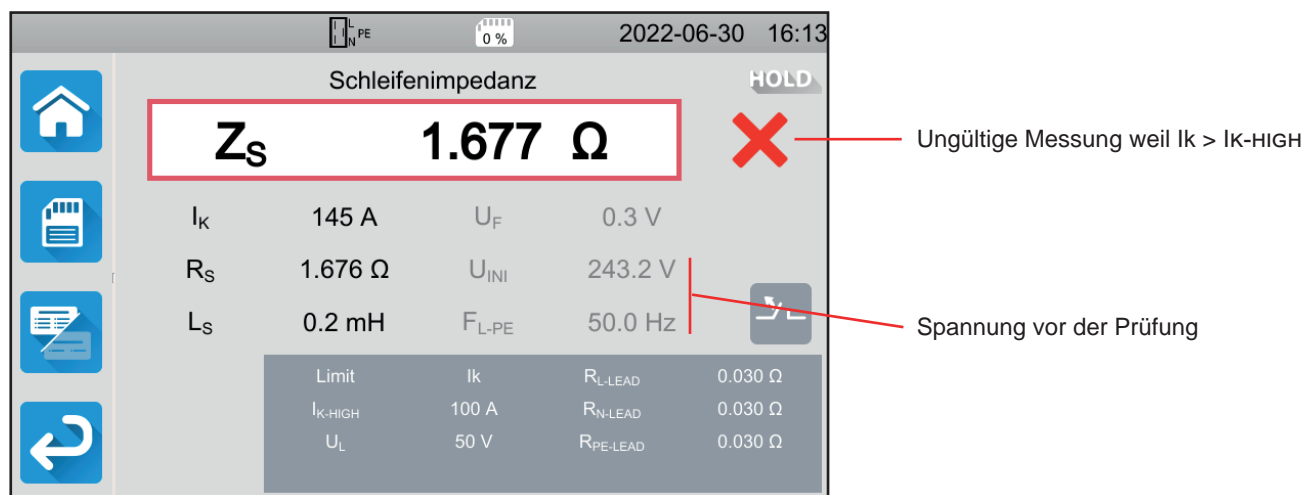 L
N PE
0 %
2022-06-30 16:13
Schleifenimpedanz
HOLD
ZS 1.677 Ω
Ungültige Messung weil Ik > IK-HIGH
IK 145 A UF 0.3 V
RS 1.676 Ω UINI 243.2 V
LS 0.2 mH FL-PE 50.0 Hz
Spannung vor der Prüfung
Limit Ik RL-LEAD 0.030 Ω
IK-HIGH 100 A RN-LEAD 0.030 Ω
UL 50 V RPE-LEAD 0.030 Ω